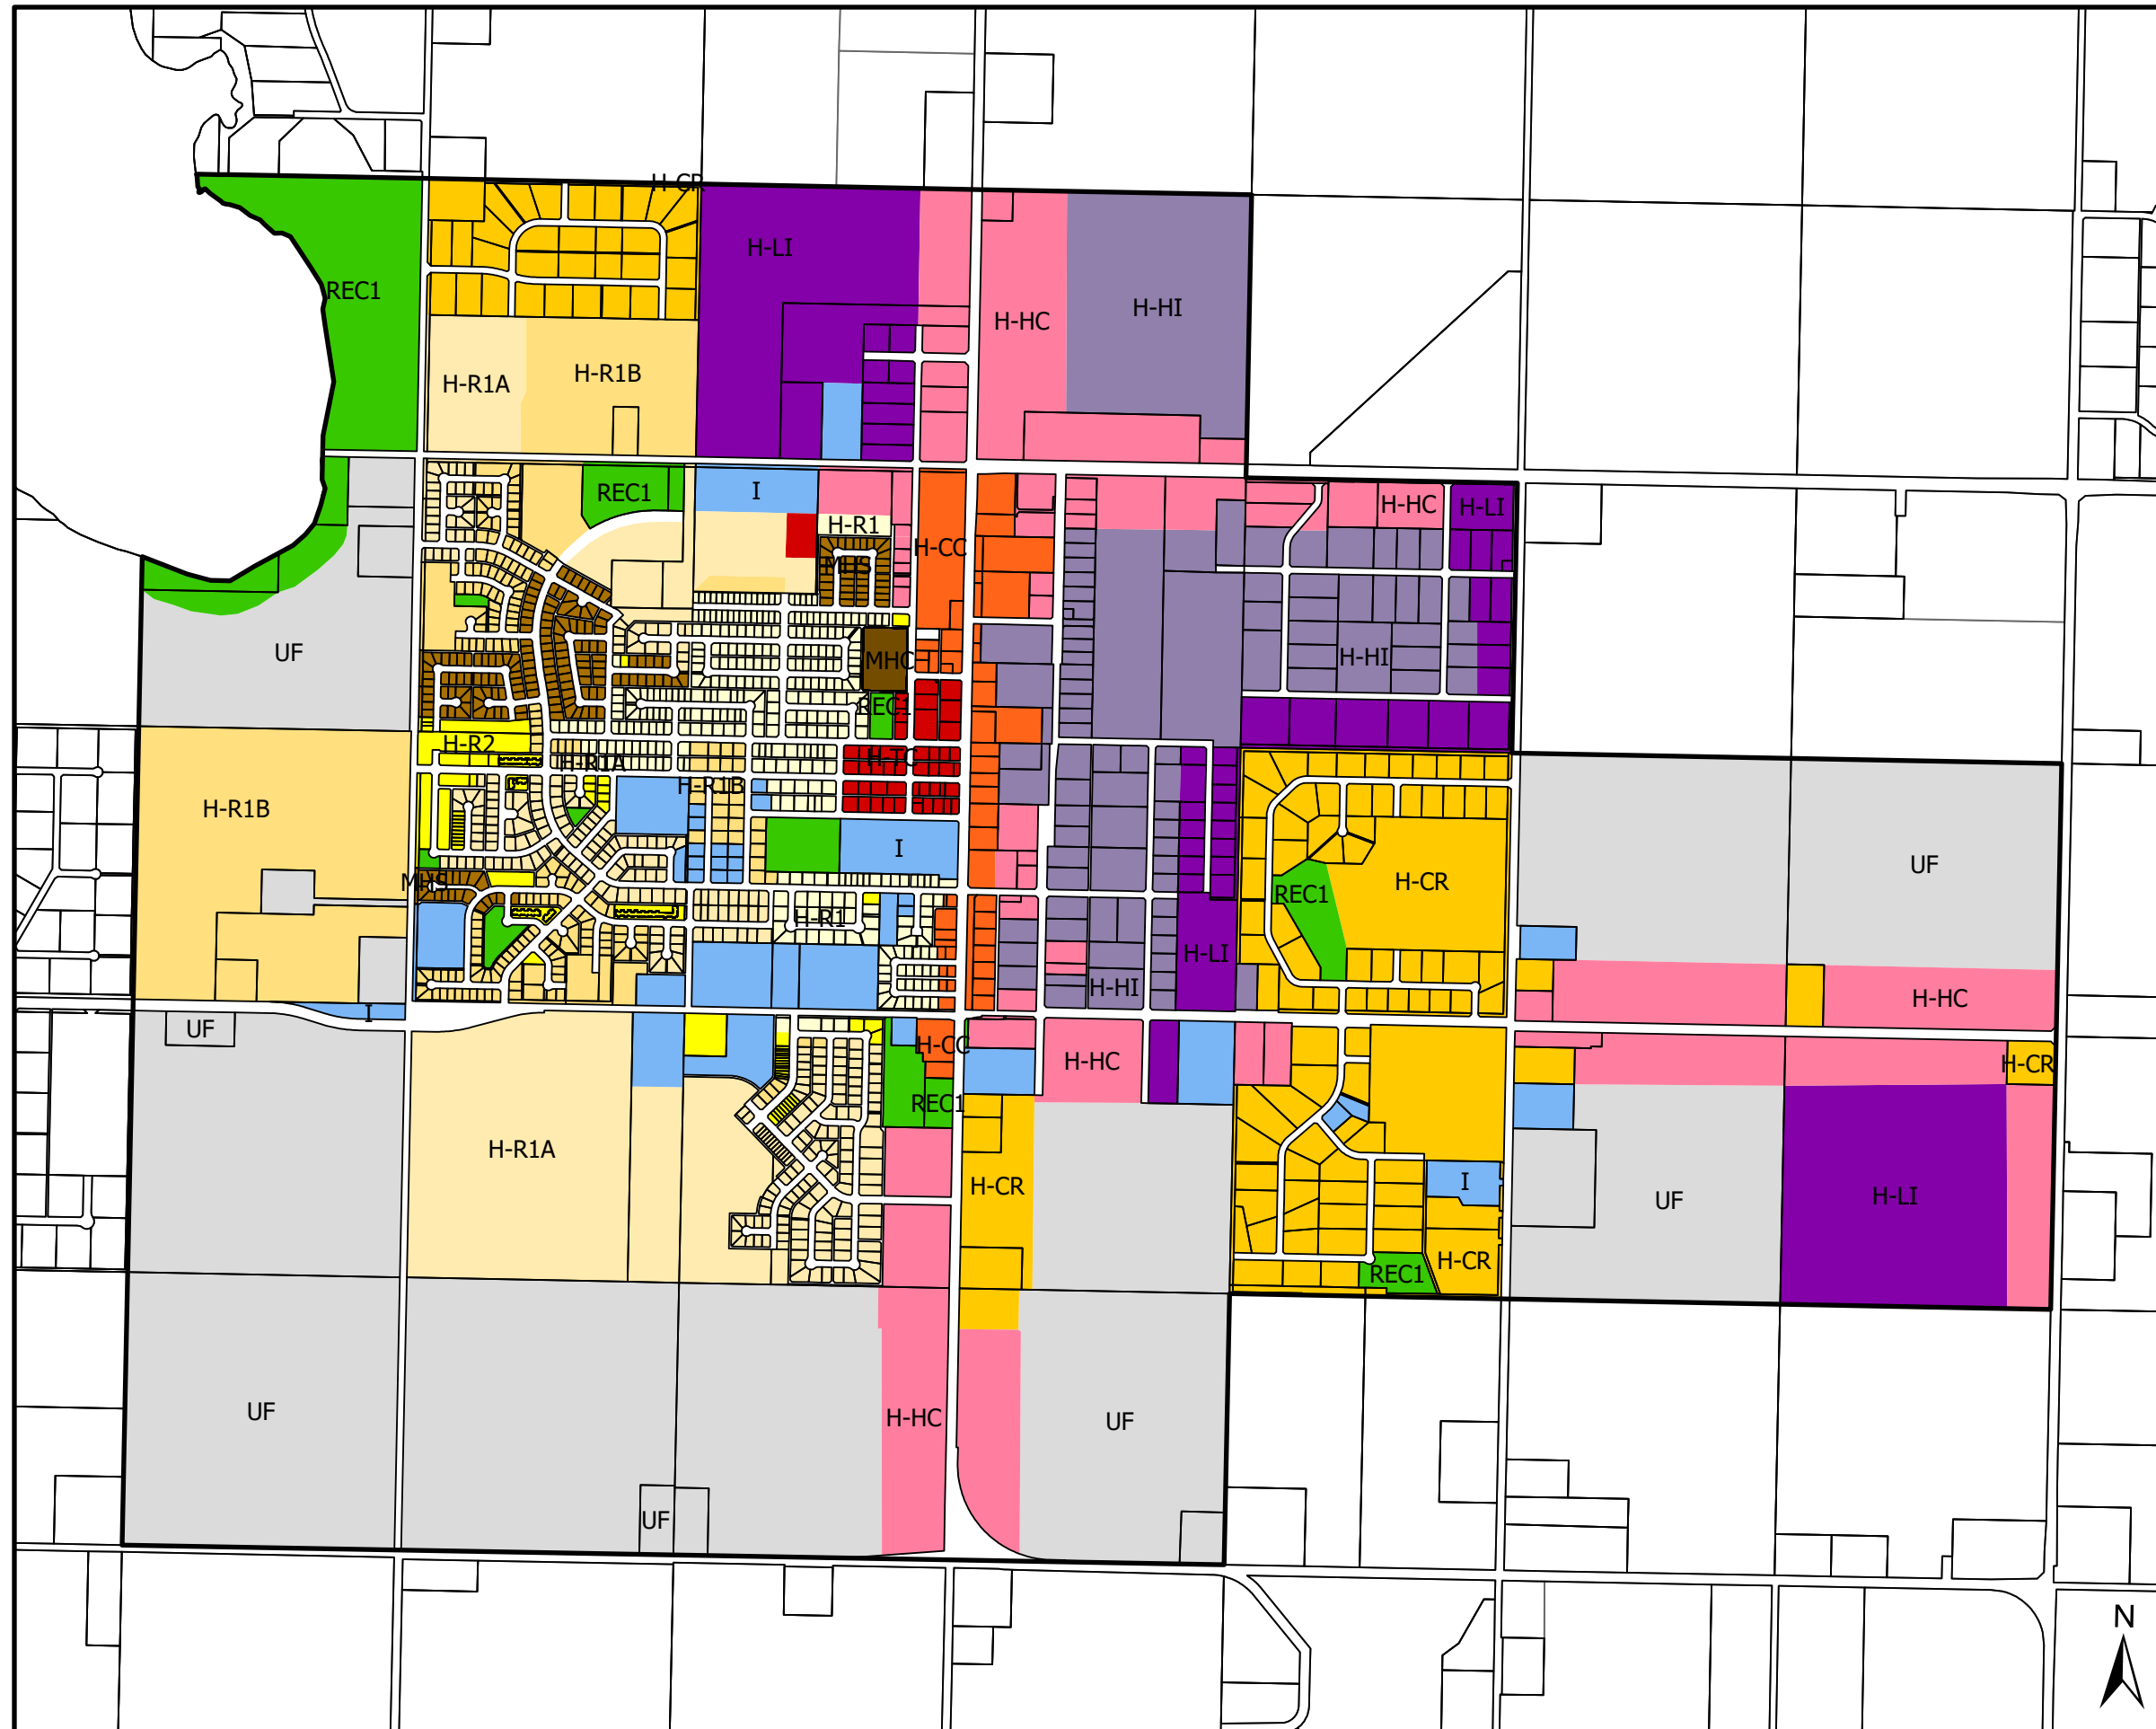 H-CR
H-LI
REC1
H-HC
H-HI
H-R1B
H-R1A
REC1
I
H-HC
H-LI
H-R1
H-CC
MHS
UF
MHC
H-HI
REC1
H-R2
H-TC
H-R1A
H-R1B
H-R1B
I
UF
MHS
H-CR
REC1
H-R1
H-LI
H-HI
H-HC
I
UF
H-CC
H-HC
H-CR
REC1
H-R1A
I
H-CR
H-LI
UF
H-CR
REC1
UF
H-HC
UF
UF
N